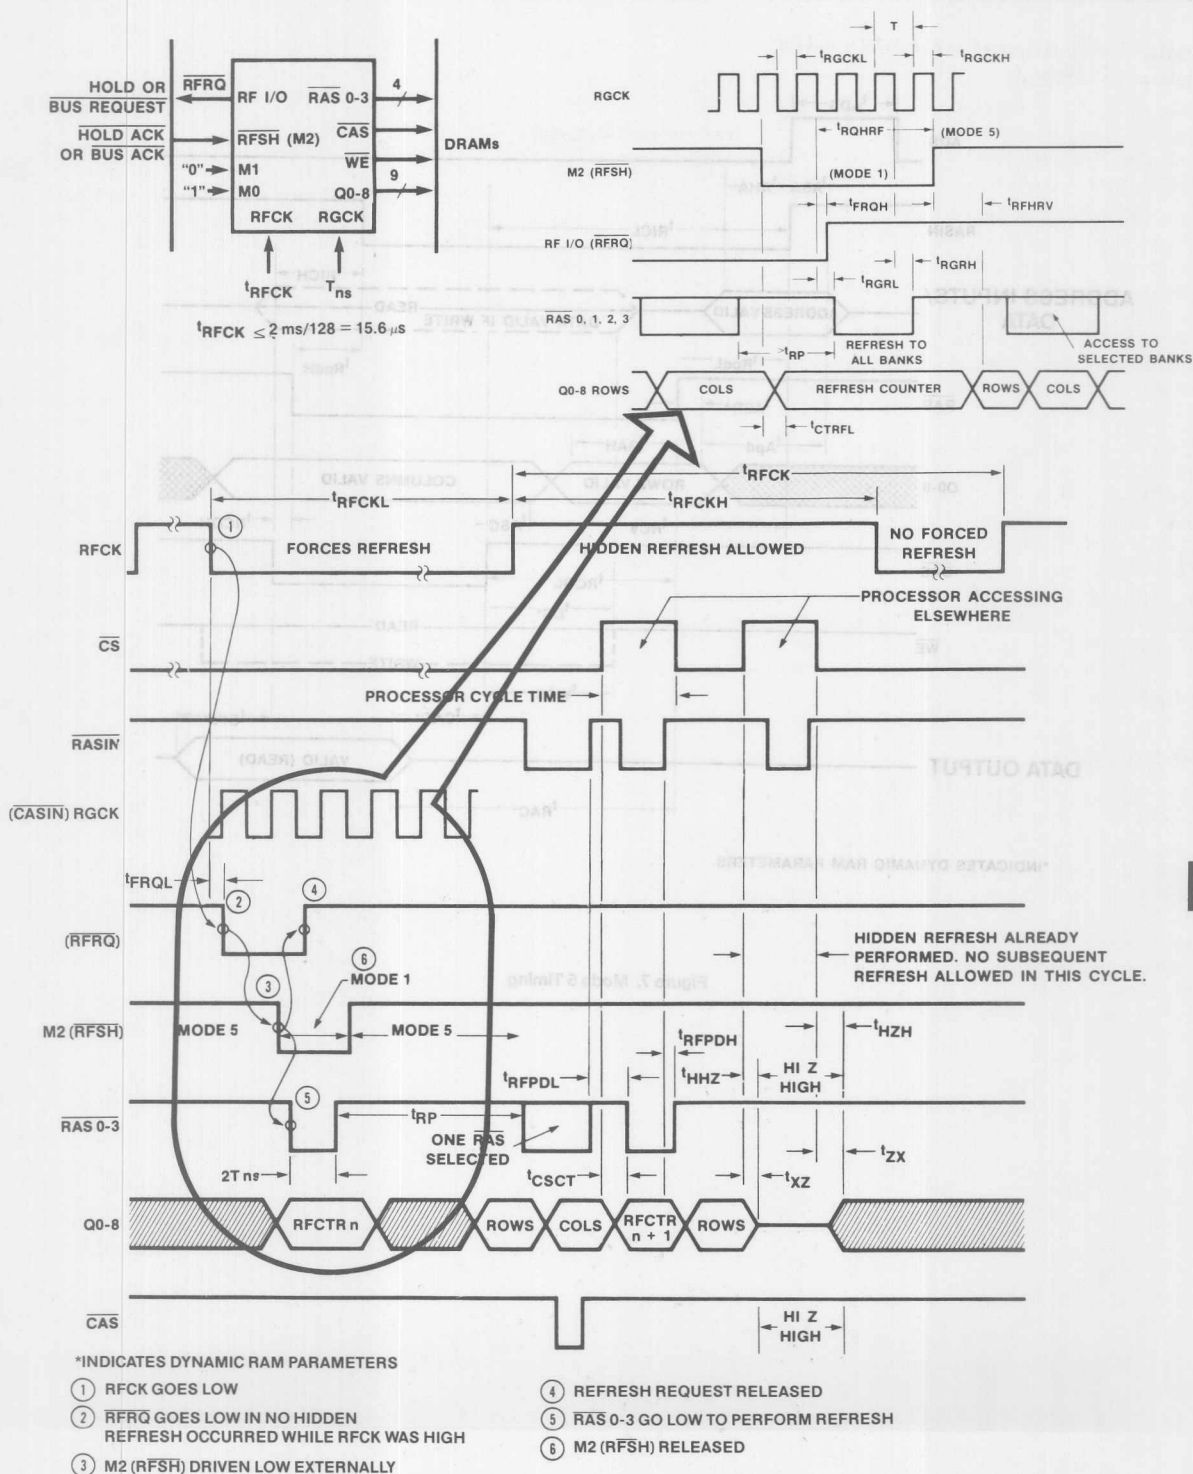 HOLD OR
BUS REQUEST
HOLD ACK
OR BUS ACK
"0"
"1"
RFRQ
RF I/O
RAS 0-3
RFSH (M2)
CAS
M1
WE
M0
Q0-8
RFCK
RGCK
4
9
DRAMs
tRFCK
Tns
tRFCK ≤ 2 ms/128 = 15.6 µs
T
tRGCKL
tRGCKH
RGCK
tRQHRF
(MODE 5)
M2 (RFSH)
(MODE 1)
tFRQH
tRFHRV
RF I/O (RFRQ)
tRGRH
tRGRL
RAS 0, 1, 2, 3
>tRP
REFRESH TO
ALL BANKS
ACCESS TO
SELECTED BANKS
Q0-8 ROWS
COLS
REFRESH COUNTER
ROWS
COLS
tCTRFL
tRFCK
tRFCKL
tRFCKH
RFCK
1
FORCES REFRESH
HIDDEN REFRESH ALLOWED
NO FORCED
REFRESH
PROCESSOR ACCESSING
ELSEWHERE
CS
PROCESSOR CYCLE TIME
RASIN
(CASIN) RGCK
tFRQL
2
4
(RFRQ)
HIDDEN REFRESH ALREADY
PERFORMED. NO SUBSEQUENT
REFRESH ALLOWED IN THIS CYCLE.
3
6
MODE 1
M2 (RFSH)
MODE 5
MODE 5
tHZH
tRFPDH
tRFPDL
tHHZ
HI Z
HIGH
5
RAS 0-3
tRP
ONE RAS
SELECTED
2T ns
tCSCT
tXZ
tZX
Q0-8
RFCTR n
ROWS
COLS
RFCTR
n + 1
ROWS
CAS
HI Z
HIGH
*INDICATES DYNAMIC RAM PARAMETERS
1 RFCK GOES LOW
2 RFRQ GOES LOW IN NO HIDDEN
REFRESH OCCURRED WHILE RFCK WAS HIGH
3 M2 (RFSH) DRIVEN LOW EXTERNALLY
4 REFRESH REQUEST RELEASED
5 RAS 0-3 GO LOW TO PERFORM REFRESH
6 M2 (RFSH) RELEASED